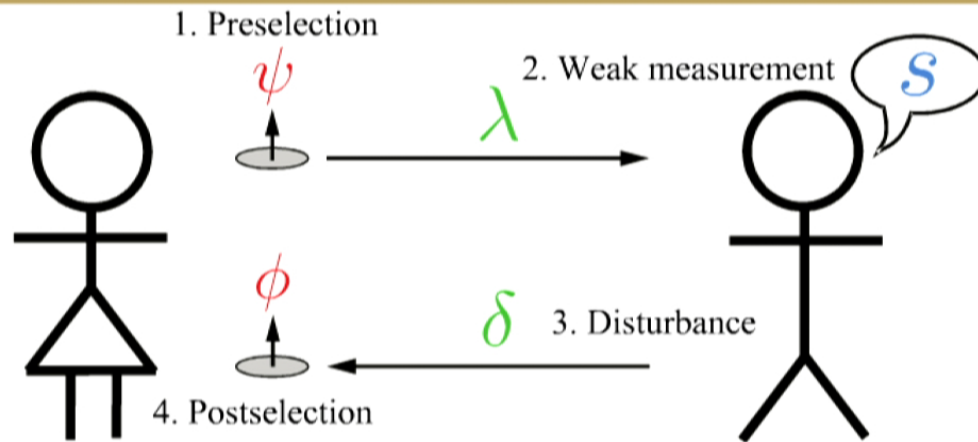 1. Preselection
ψ
2. Weak measurement
S
λ
ϕ
δ
3. Disturbance
4. Postselection